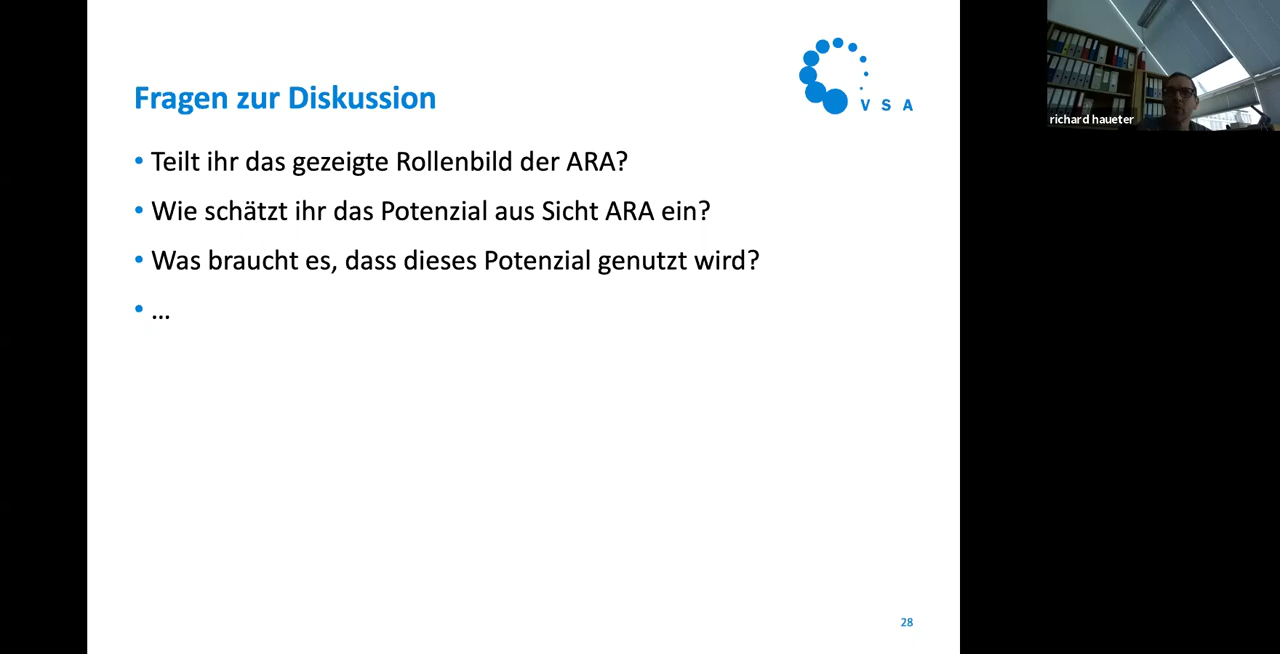 Fragen zur Diskussion
V S A
• Teilt ihr das gezeigte Rollenbild der ARA?
• Wie schätzt ihr das Potenzial aus Sicht ARA ein?
• Was braucht es, dass dieses Potenzial genutzt wird?
• ...
28
richard haueter